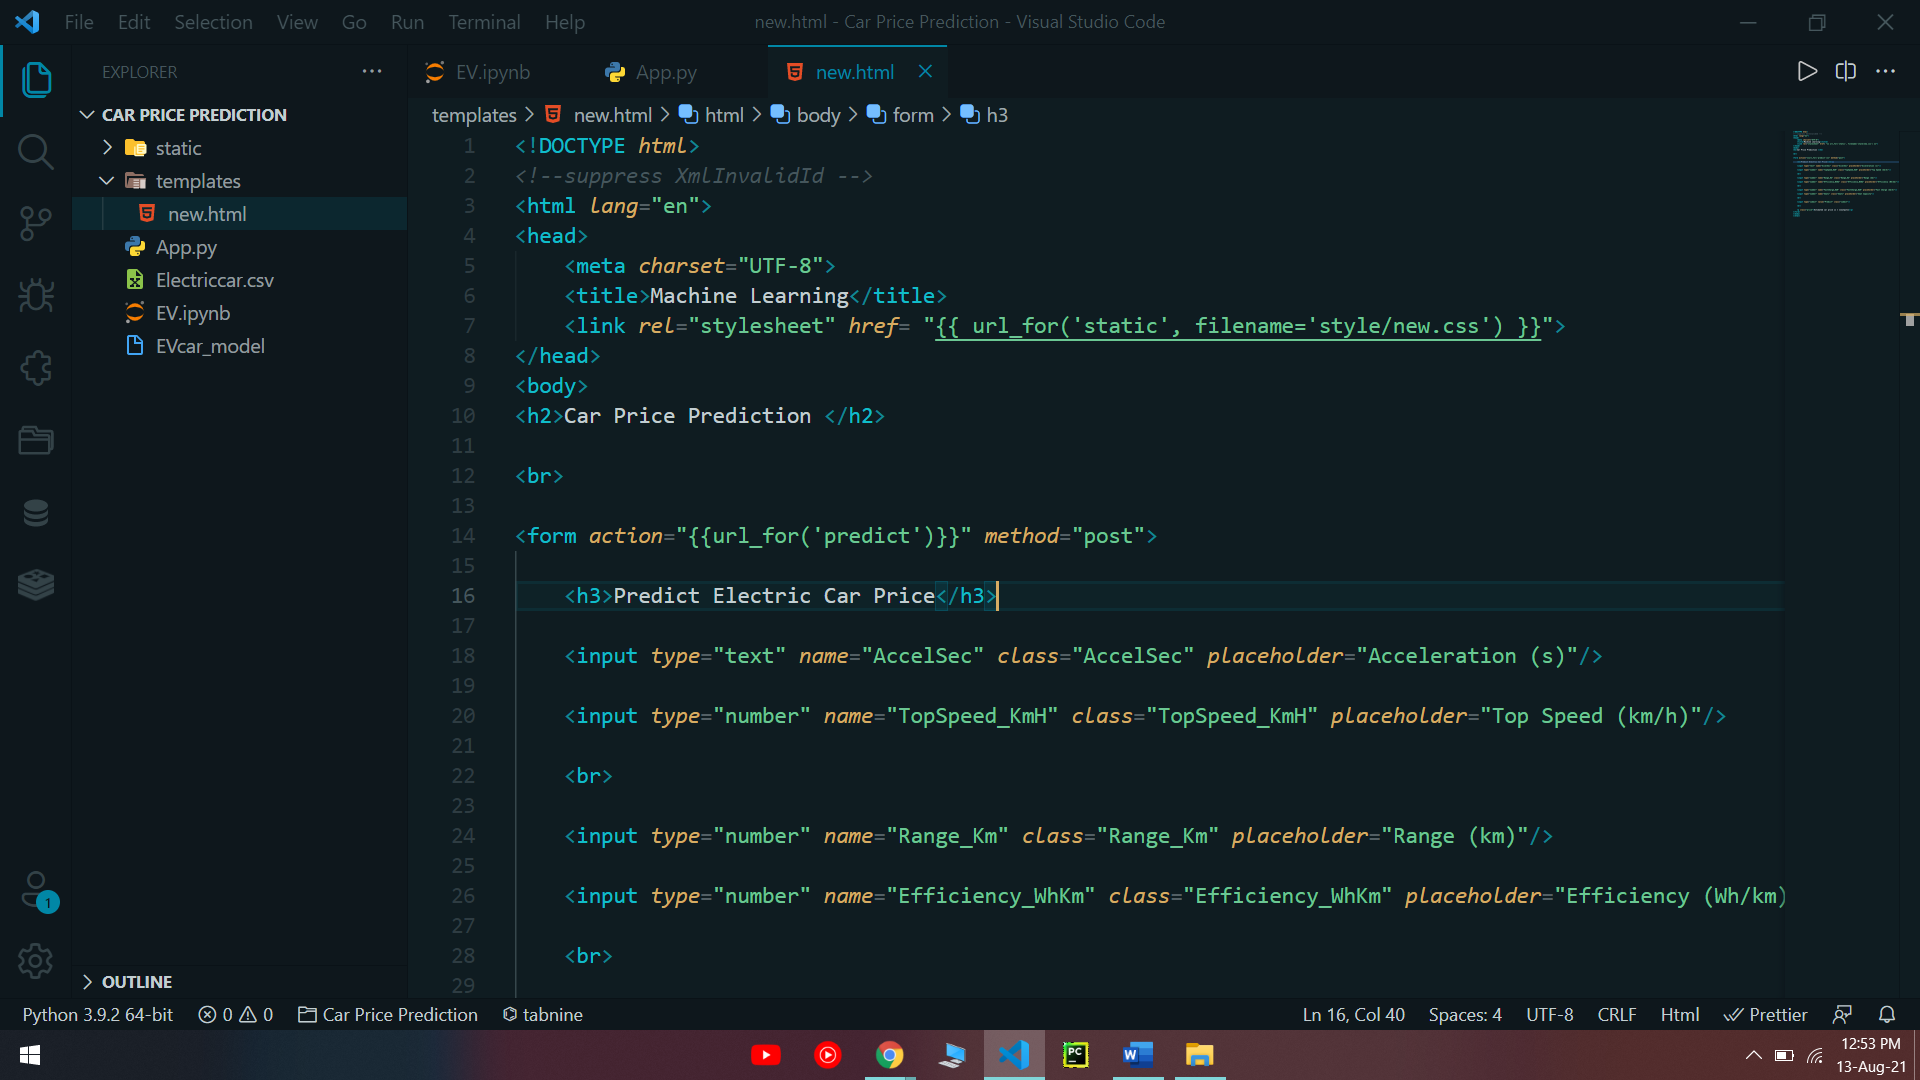 File Edit Selection View Go Run Terminal Help
new.html - Car Price Prediction - Visual Studio Code
EXPLORER
CAR PRICE PREDICTION
static
templates
new.html
App.py
Electriccar.csv
EV.ipynb
EVcar_model
OUTLINE
1
EV.ipynb App.py new.html
templates > new.html > html > body > form > h3
1 <!DOCTYPE html>
2 <!--suppress XmlInvalidId -->
3 <html lang="en">
4 <head>
5 <meta charset="UTF-8">
6 <title>Machine Learning</title>
7 <link rel="stylesheet" href= "{{ url_for('static', filename='style/new.css') }}">
8 </head>
9 <body>
10 <h2>Car Price Prediction </h2>
11
12 <br>
13
14 <form action="{{url_for('predict')}}" method="post">
15
16 <h3>Predict Electric Car Price</h3>
17
18 <input type="text" name="AccelSec" class="AccelSec" placeholder="Acceleration (s)"/>
19
20 <input type="number" name="TopSpeed_KmH" class="TopSpeed_KmH" placeholder="Top Speed (km/h)"/>
21
22 <br>
23
24 <input type="number" name="Range_Km" class="Range_Km" placeholder="Range (km)"/>
25
26 <input type="number" name="Efficiency_WhKm" class="Efficiency_WhKm" placeholder="Efficiency (Wh/km)
27
28 <br>
29
Python 3.9.2 64-bit 0 0 Car Price Prediction tabnine Ln 16, Col 40 Spaces: 4 UTF-8 CRLF Html Prettier
PC W
12:53 PM
13-Aug-21